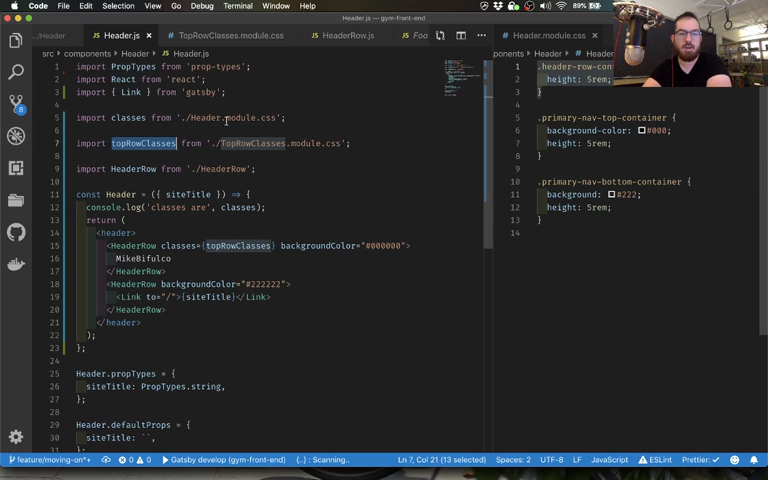 Code File Edit Selection View Go Debug Terminal Window Help 89%
Header.js — gym-front-end
Header.js × TopRowClasses.module.css HeaderRow.js Foo Header.module.css ×
src › components › Header › Header.js
ponents › Header ›
1 import PropTypes from 'prop-types';
2 import React from 'react';
3 import { Link } from 'gatsby';
4
5 import classes from './Header.module.css';
6
7 import topRowClasses from './TopRowClasses.module.css';
8
9 import HeaderRow from './HeaderRow';
10
11 const Header = ({ siteTitle }) => {
12 console.log('classes are', classes);
13 return (
14 <header>
15 <HeaderRow classes={topRowClasses} backgroundColor="#000000">
16 MikeBifulco
17 </HeaderRow>
18 <HeaderRow backgroundColor="#222222">
19 <Link to="/">{siteTitle}</Link>
20 </HeaderRow>
21 </header>
22 );
23 };
24
25 Header.propTypes = {
26 siteTitle: PropTypes.string,
27 };
28
29 Header.defaultProps = {
30 siteTitle: ``,
1 .header-row-con
2 height: 5rem;
3 }
4
5 .primary-nav-top-container {
6 background-color: #000;
7 height: 5rem;
8 }
9
10 .primary-nav-bottom-container {
11 background: #222;
12 height: 5rem;
13 }
14
8
feature/moving-on*+ 0 0 Gatsby develop (gym-front-end) {..} : Scanning.. Ln 7, Col 21 (13 selected) Spaces: 2 UTF-8 LF JavaScript ESLint Prettier: ✓